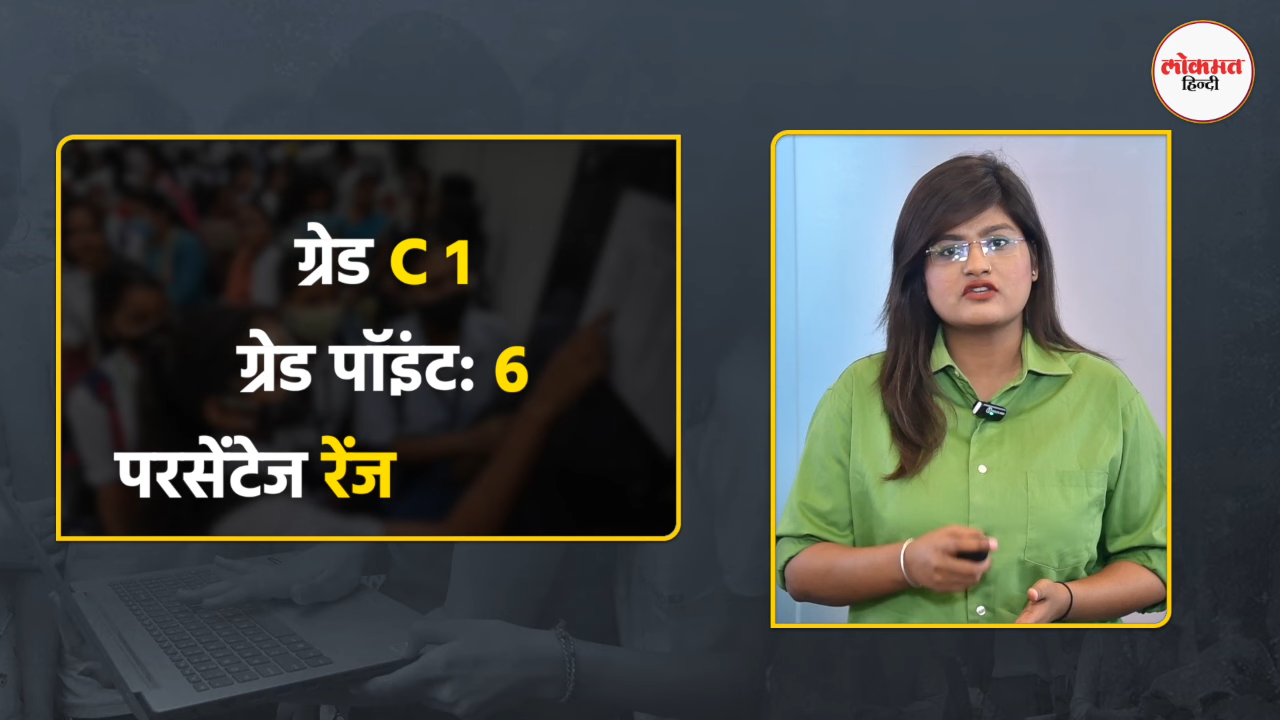 लोकमत
हिन्दी
ग्रेड C 1
ग्रेड पॉइंट: 6
परसेंटेज रेंज